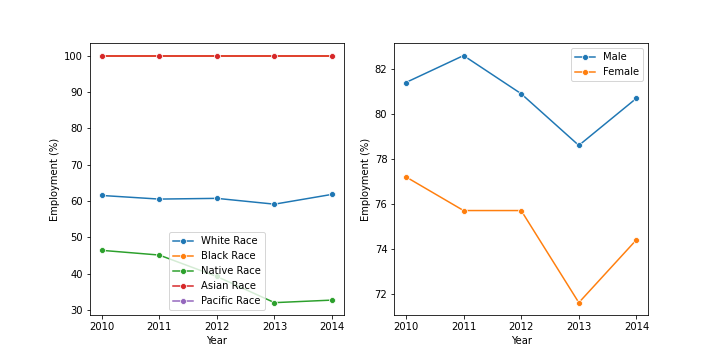 100
90
80
70
60
50
40
30
Employment (%)
2010 2011 2012 2013 2014
Year
White Race
Black Race
Native Race
Asian Race
Pacific Race
82
80
78
76
74
72
Employment (%)
2010 2011 2012 2013 2014
Year
Male
Female